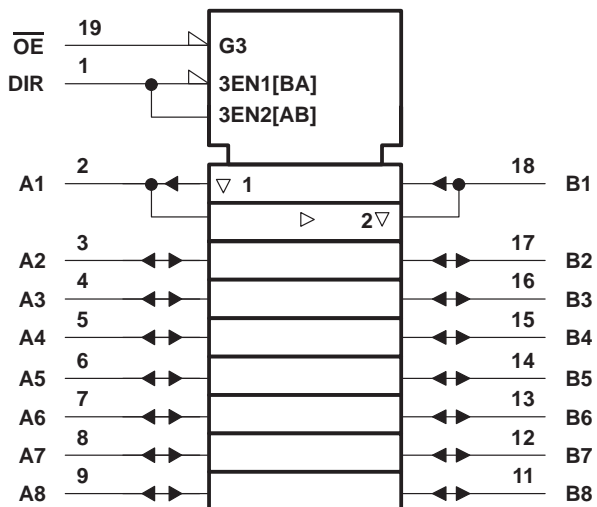 OE 19 G3
DIR 1 3EN1[BA]
3EN2[AB]
A1 2 1 18 B1
2
A2 3 17 B2
A3 4 16 B3
A4 5 15 B4
A5 6 14 B5
A6 7 13 B6
A7 8 12 B7
A8 9 11 B8